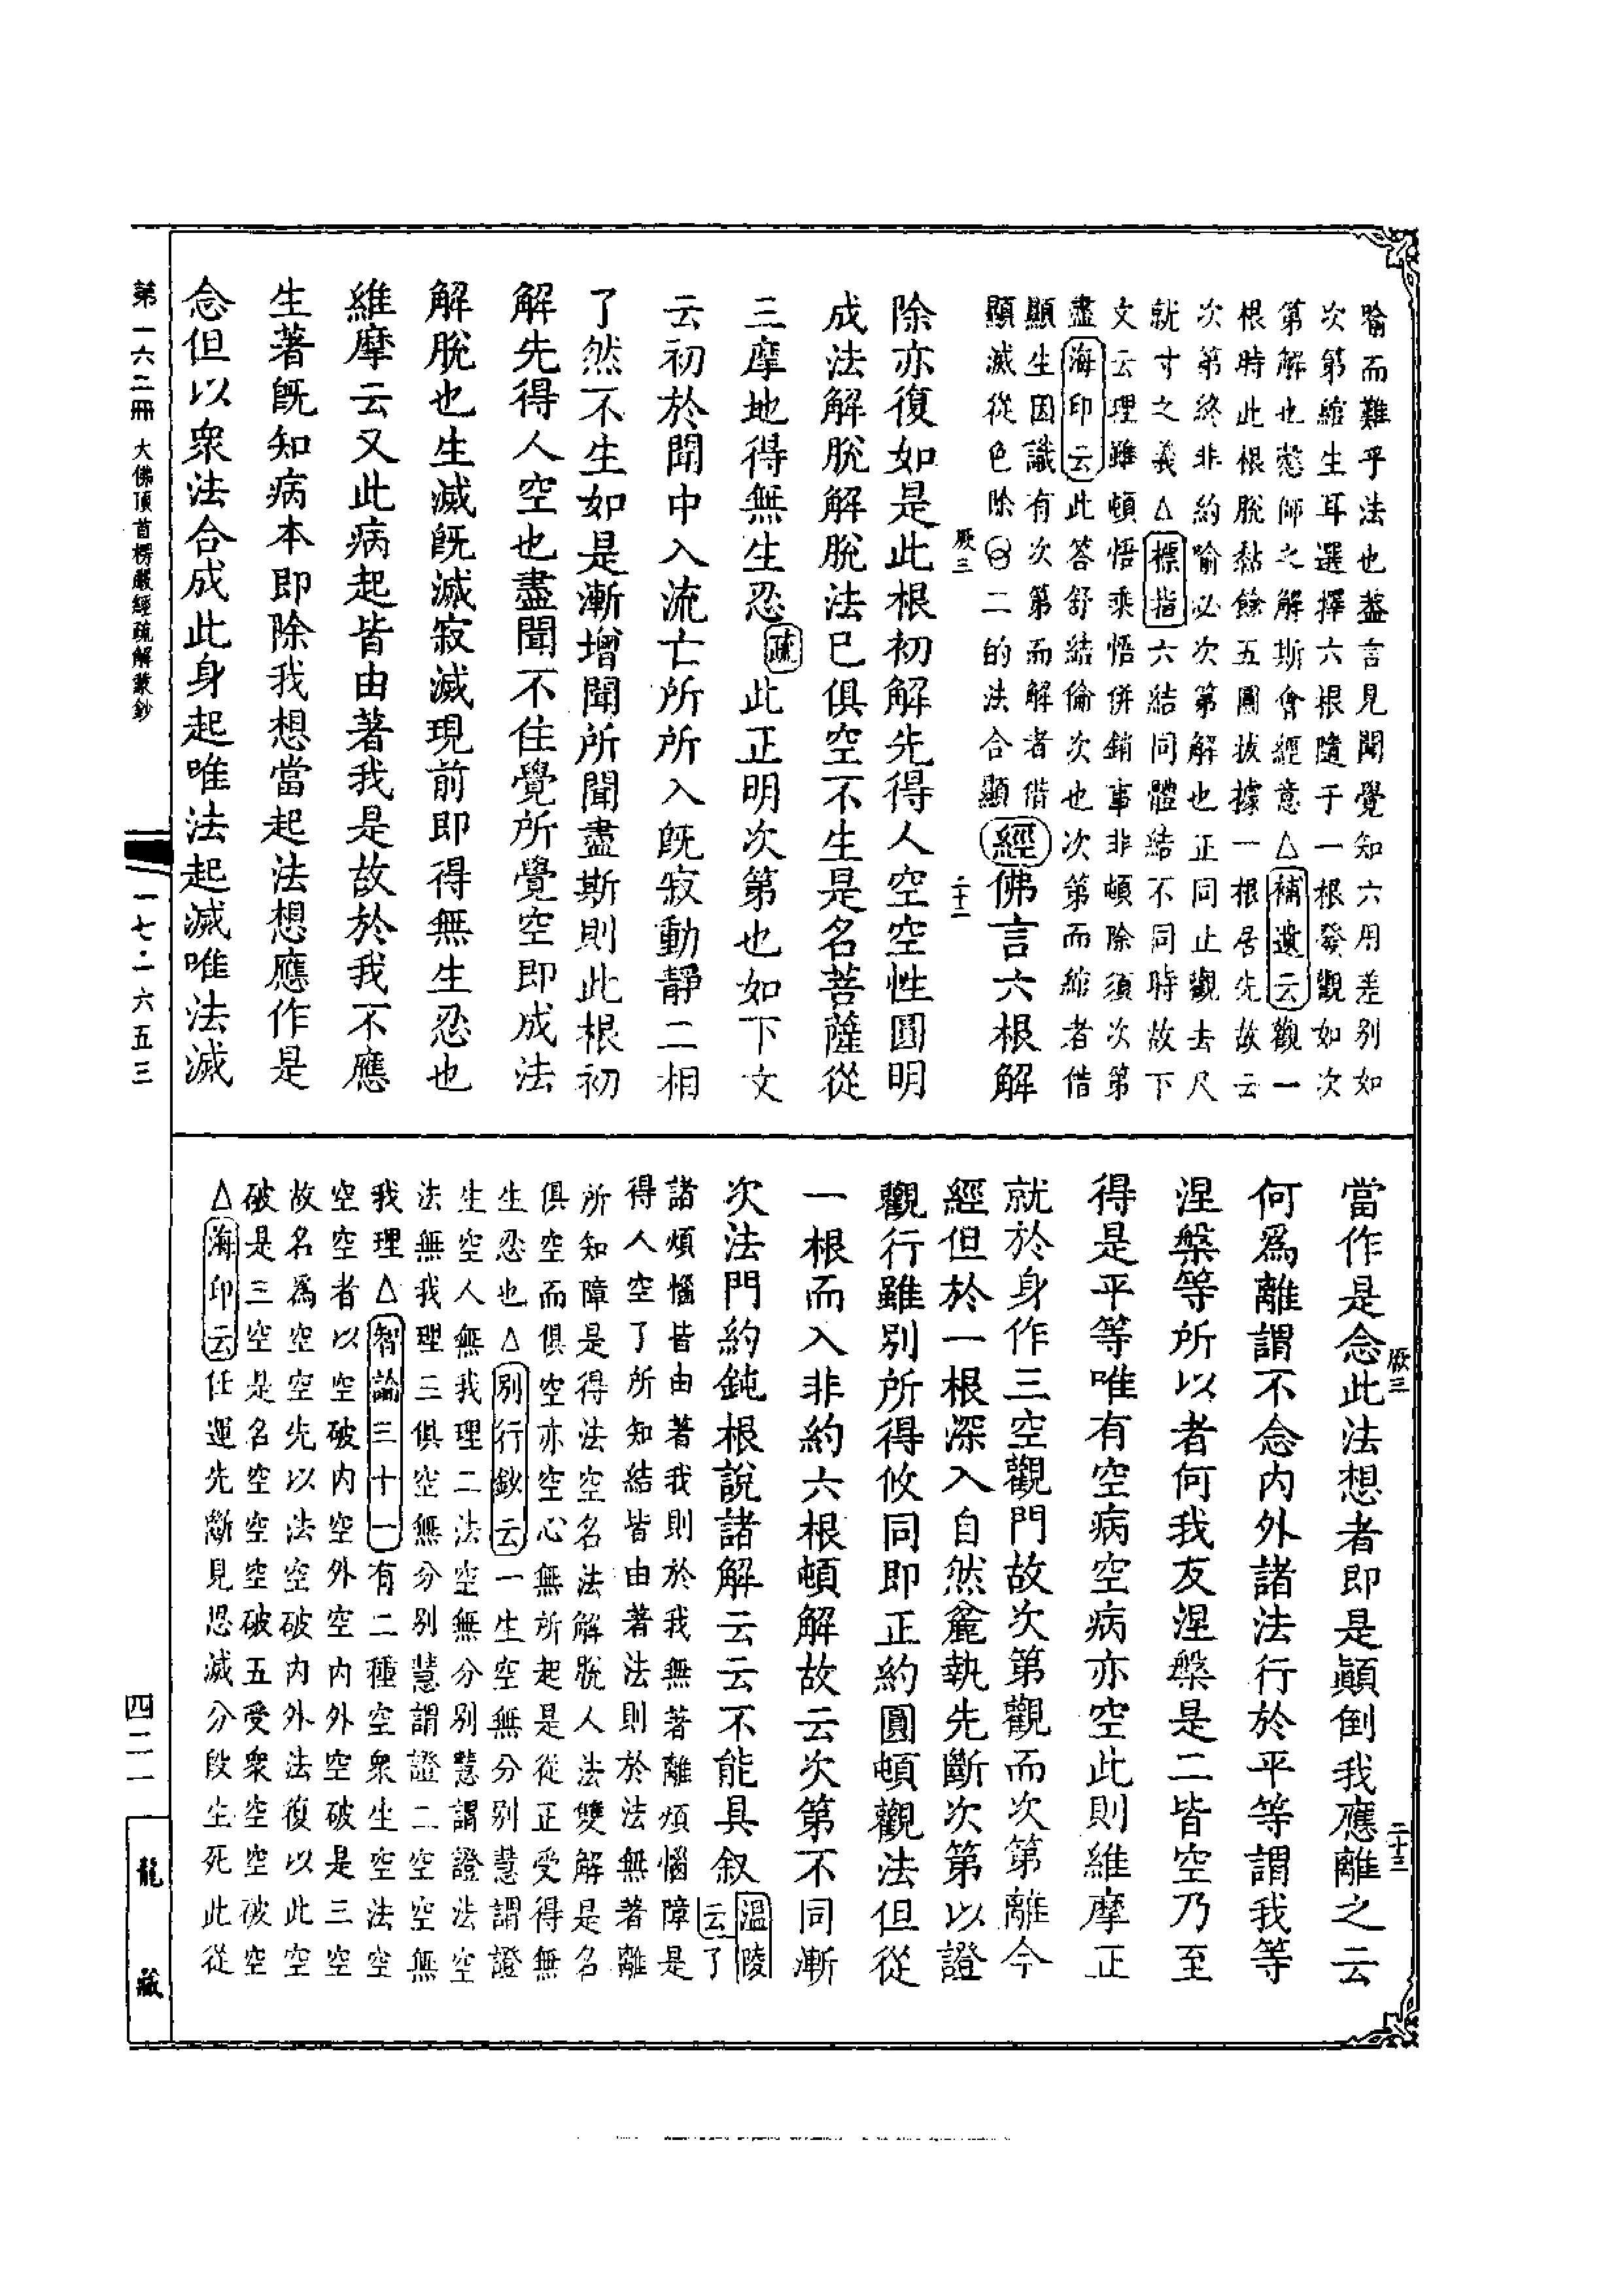 喻而難乎法也葢言見聞覺知六用差別如
次第綰生耳選擇六根隨于一根發觀如次
第解也憨師之解斯會經意△補遺云觀一
根時此根脫黏餘五圓拔據一根居先故云
次第終非約喻必次第解也正同止觀去尺
就寸之義△標指六結同體結不同時故下
文云理雖頓悟乘悟併銷事非頓除須次第
盡海印云此答舒結倫次也次第而綰者借
顯生因識有次第而解者借
顯滅從色除○二的法合顯經佛言六根解
厥三
二十二
除亦復如是此根初解先得人空空性圓明
成法解脫解脫法已俱空不生是名菩薩從
三摩地得無生忍疏此正明次第也如下文
云初於聞中入流亡所所入旣寂動靜二相
了然不生如是漸增聞所聞盡斯則此根初
解先得人空也盡聞不住覺所覺空即成法
解脫也生滅旣滅寂滅現前即得無生忍也
維摩云又此病起皆由著我是故於我不應
生著旣知病本即除我想當起法想應作是
念但以衆法合成此身起唯法起滅唯法滅
當作是念此法想者即是顚倒我應離之云
厥三
二十三
何爲離謂不念內外諸法行於平等謂我等
涅槃等所以者何我友涅槃是二皆空乃至
得是平等唯有空病空病亦空此則維摩正
就於身作三空觀門故次第觀而次第離今
經但於一根深入自然麤執先斷次第以證
觀行雖別所得攸同即正約圓頓觀法但從
一根而入非約六根頓解故云次第不同漸
次法門約鈍根說諸解云云不能具叙溫陵
云了
諸煩惱皆由著我則於我無著離煩惱障是
得人空了所知結皆由著法則於法無著離
所知障是得法空名法解脫人法雙解是名
俱空而俱空亦空心無所起是從正受得無
生忍也△別行鈔云一生空無分別慧謂證
生空人無我理二法空無分別慧謂證法空
法無我理三俱空無分別慧謂證二空空無
我理△智論三十一有二種空衆生空法空
空空者以空破內空外空內外空破是三空
故名爲空空先以法空破內外法復以此空
破是三空是名空空空破五受衆空空破空
△海印云任運先斷見思滅分段生死此從
第一六二冊 大佛頂首楞嚴經疏解蒙鈔
一七·一六五三
四二一
龍藏